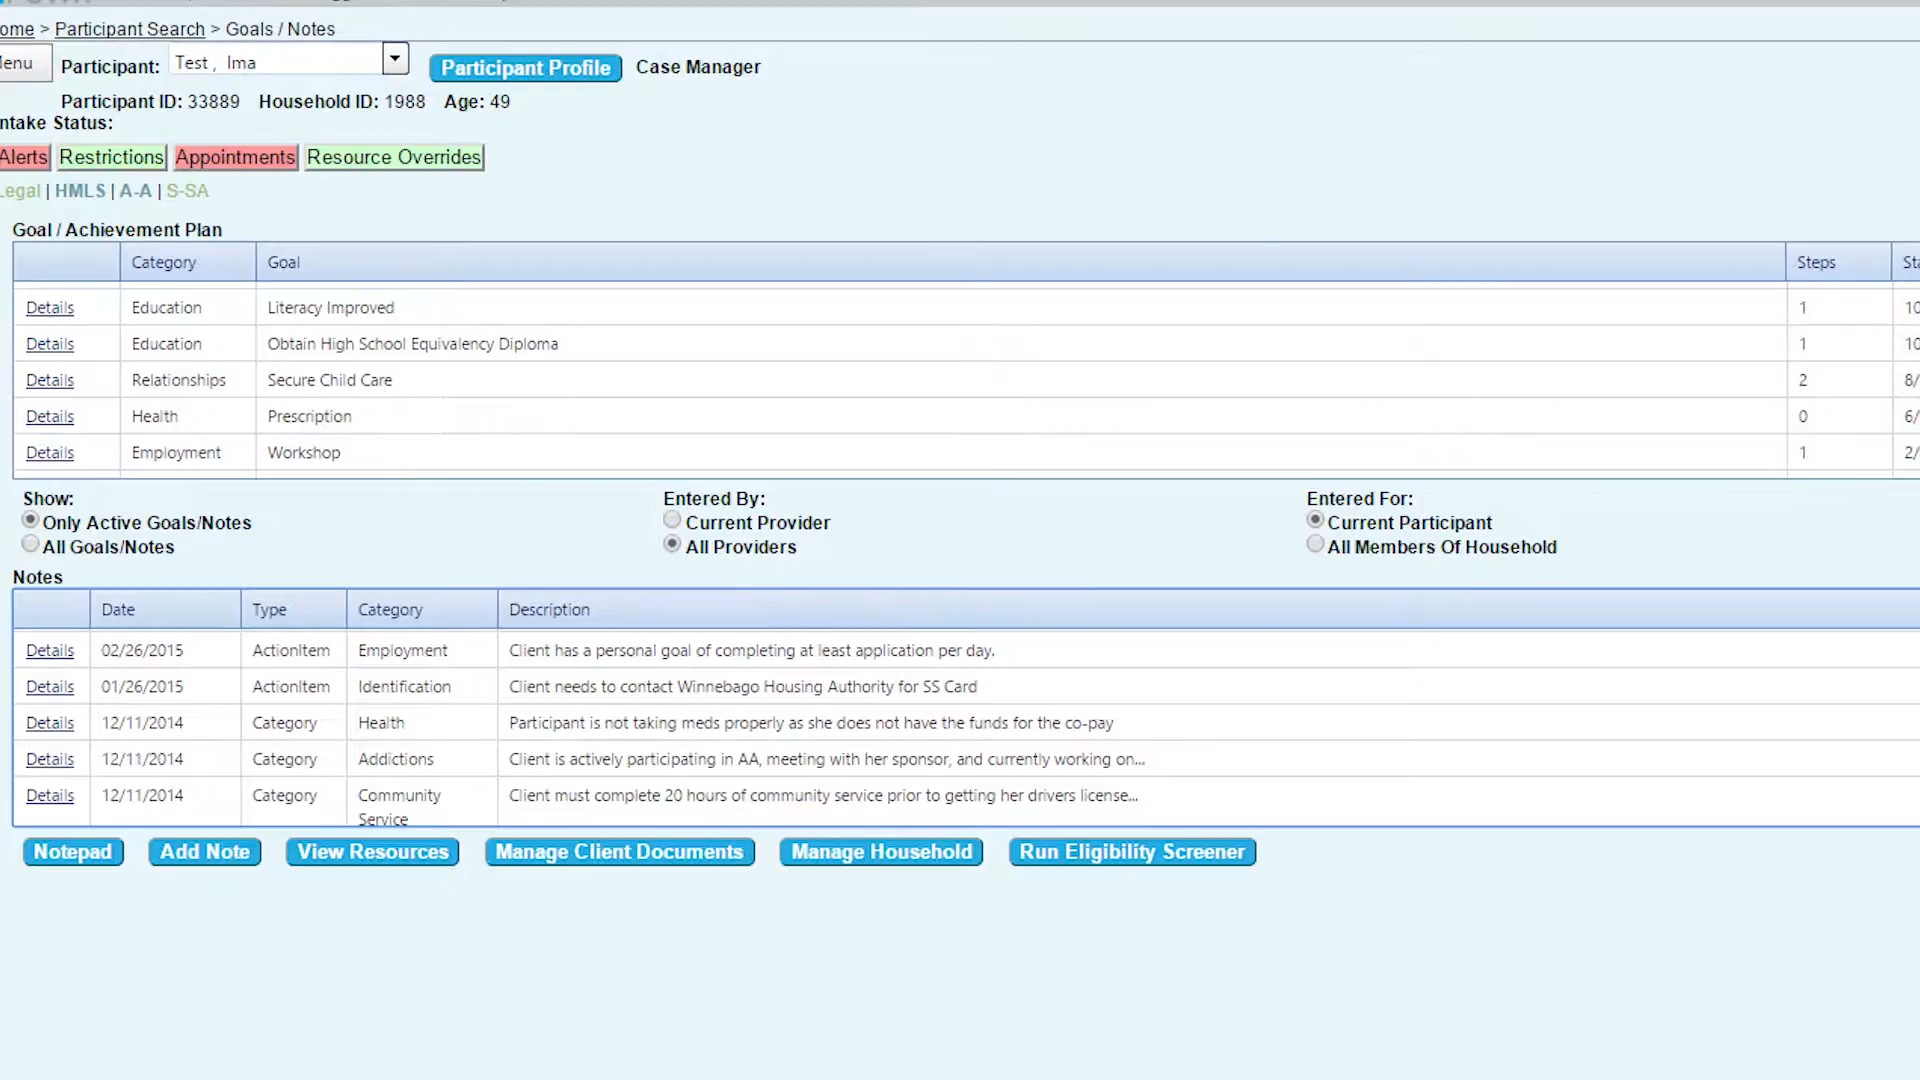 ome > Participant Search > Goals / Notes
enu Participant: Test , Ima Participant Profile Case Manager
Participant ID: 33889 Household ID: 1988 Age: 49
ntake Status:
Alerts Restrictions Appointments Resource Overrides
Legal | HMLS | A-A | S-SA
Goal / Achievement Plan
Category Goal Steps Sta
Details Education Literacy Improved 1 10
Details Education Obtain High School Equivalency Diploma 1 10
Details Relationships Secure Child Care 2 8/
Details Health Prescription 0 6/
Details Employment Workshop 1 2/
Show: Entered By: Entered For:
Only Active Goals/Notes Current Provider Current Participant
All Goals/Notes All Providers All Members Of Household
Notes
Date Type Category Description
Details 02/26/2015 ActionItem Employment Client has a personal goal of completing at least application per day.
Details 01/26/2015 ActionItem Identification Client needs to contact Winnebago Housing Authority for SS Card
Details 12/11/2014 Category Health Participant is not taking meds properly as she does not have the funds for the co-pay
Details 12/11/2014 Category Addictions Client is actively participating in AA, meeting with her sponsor, and currently working on...
Details 12/11/2014 Category Community Client must complete 20 hours of community service prior to getting her drivers license...
Service
Notepad Add Note View Resources Manage Client Documents Manage Household Run Eligibility Screener